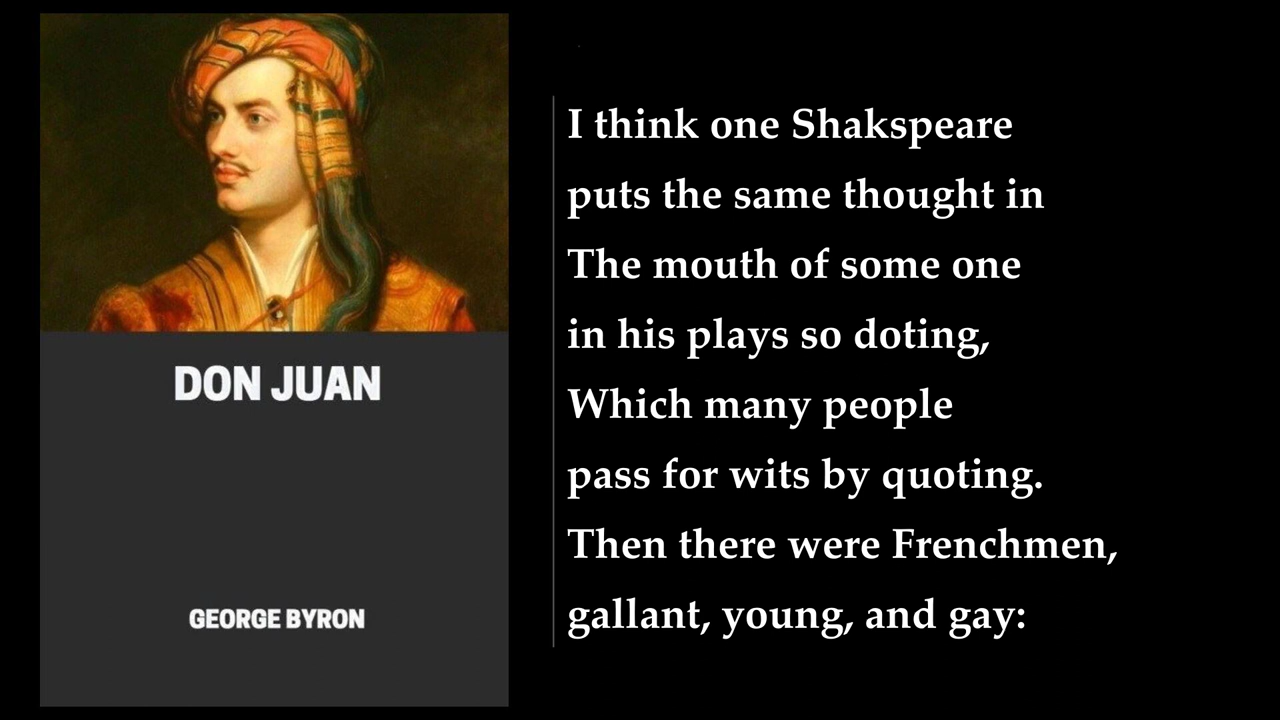 DON JUAN
GEORGE BYRON
I think one Shakspeare
puts the same thought in
The mouth of some one
in his plays so doting,
Which many people
pass for wits by quoting.
Then there were Frenchmen,
gallant, young, and gay: